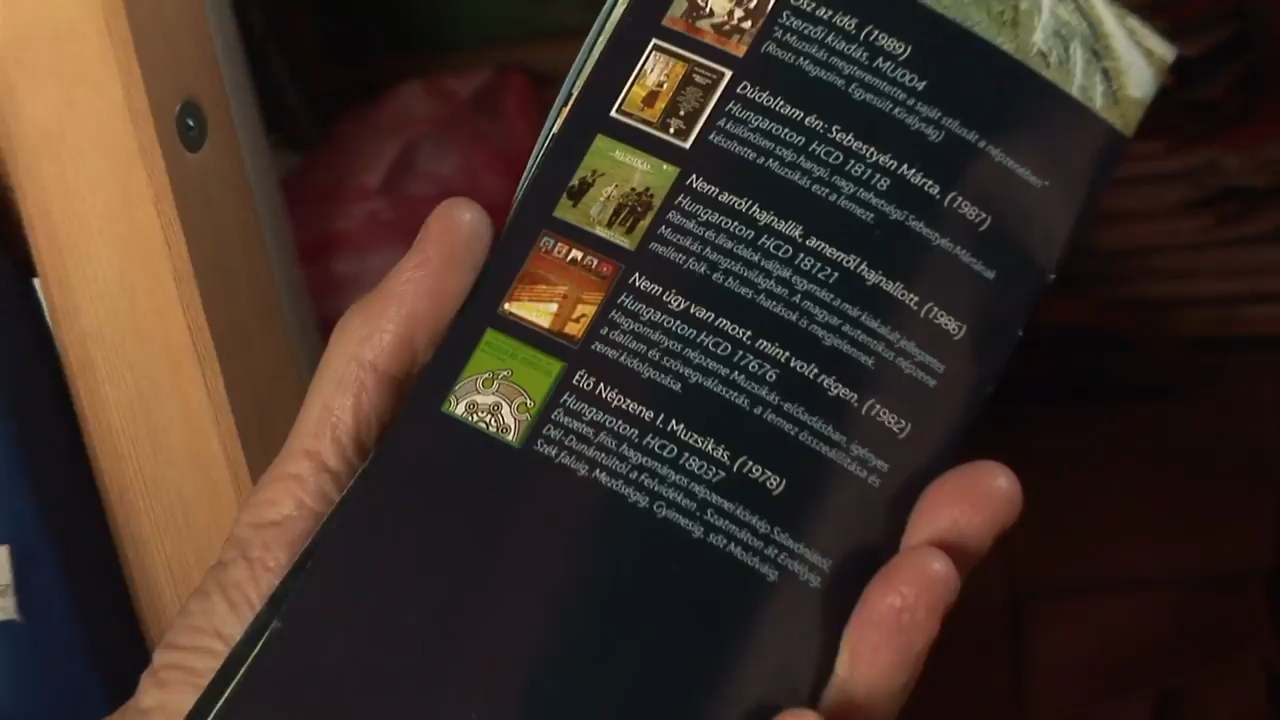 Ősz az idő, (1989)
Szerzői kiadás, MU004
"A Muzsikás megteremtette a saját stílusát a népzenében"
(Roots Magazine, Egyesült Királyság)
Dúdoltam én: Sebestyén Márta, (1987)
Hungaroton HCD 18118
A különösen szép hangú, nagy tehetségű Sebestyén Mártának
készítette a Muzsikás ezt a lemezt.
MUZSIKÁS
Nem arról hajnallik, amerről hajnallott, (1986)
Hungaroton HCD 18121
Ritmikus és lírai dalok váltják egymást a már kialakult jellegzetes
Muzsikás hangzásvilágban. A magyar autentikus népzene
mellett folk- és blues-hatások is megjelennek.
Nem úgy van most, mint volt régen, (1982)
Hungaroton HCD 17676
Hagyományos népzene Muzsikás-előadásban, igényes
a dallam és szövegválasztás, a lemez összeállítása és
zenei kidolgozása.
Élő Népzene I, Muzsikás, (1978)
Hungaroton, HCD 18037
Élvezetes, friss, hagyományos népzenei körkép Szlavóniától,
Dél-Dunántúltól a Felvidéken, Szatmáron át Erdélyig,
Szék faluig, Mezőségig, Gyimesig, sőt Moldváig.